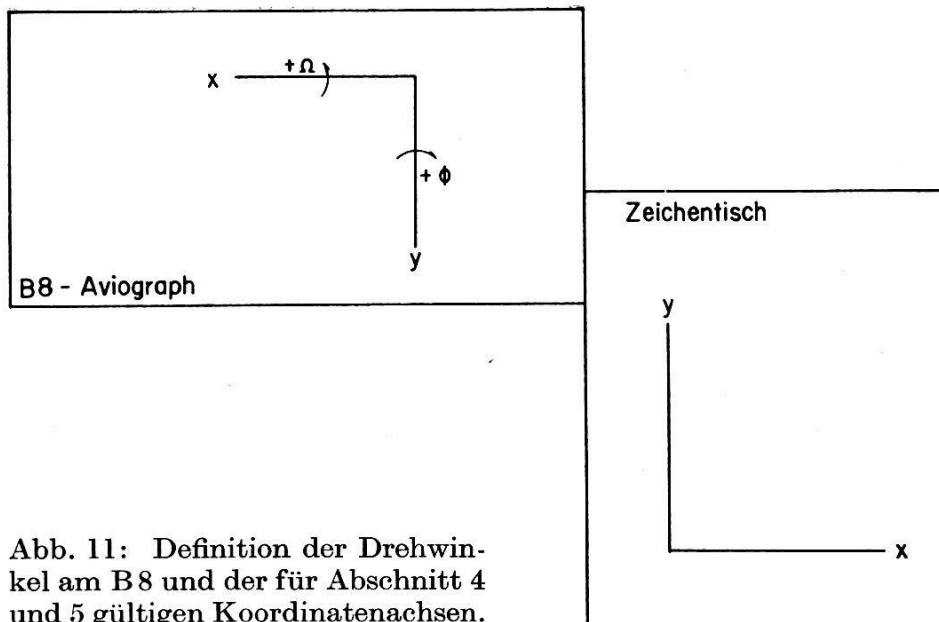 +Ω
x
+ Φ
y
B8 - Aviograph
Zeichentisch
y
x
Abb. 11: Definition der Drehwin-
kel am B 8 und der für Abschnitt 4
und 5 gültigen Koordinatenachsen.